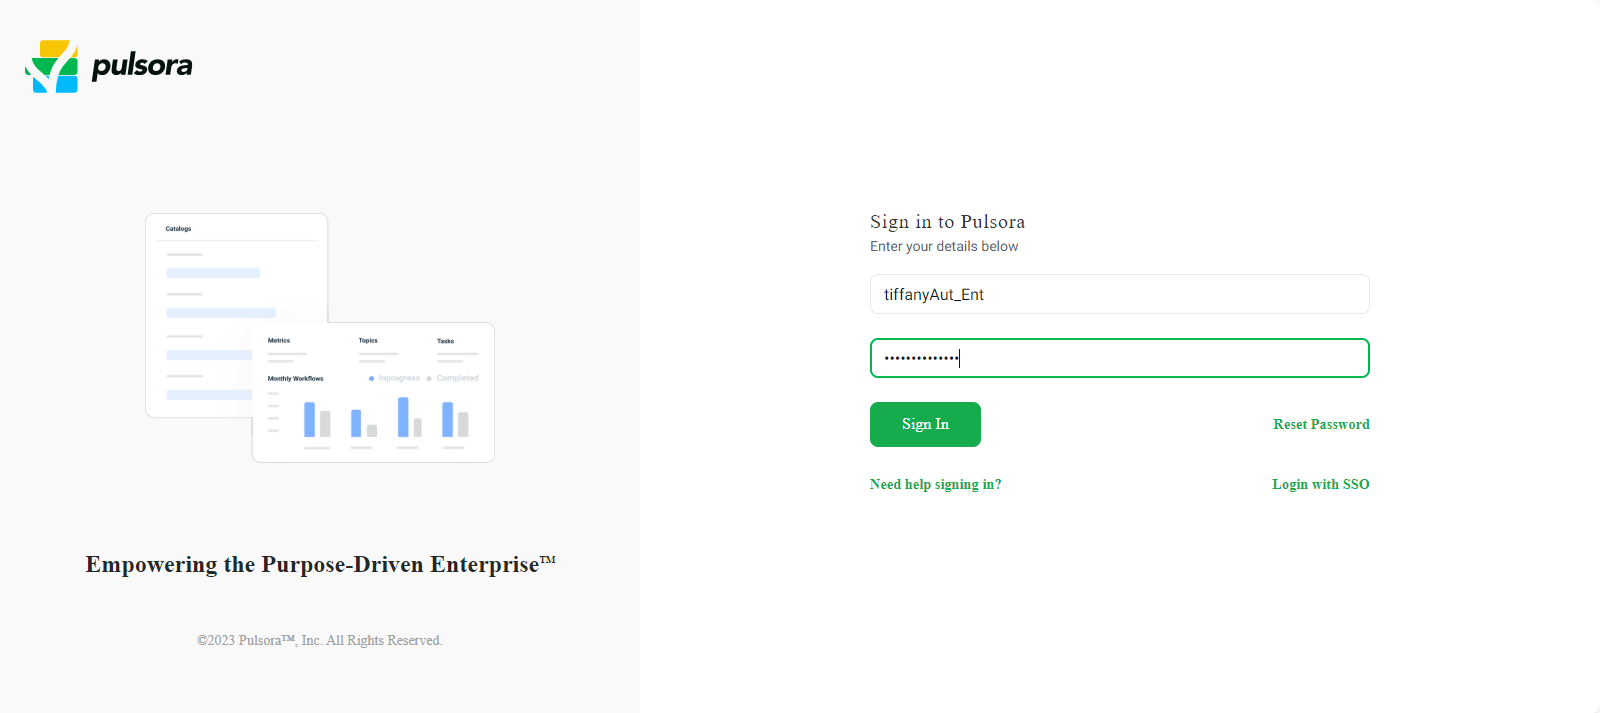 pulsora
Catalogs
Metrics
Topics
Tasks
Monthly Workflows
Inprogress
Completed
Empowering the Purpose-Driven Enterprise™
©2023 Pulsora™, Inc. All Rights Reserved.
Sign in to Pulsora
Enter your details below
tiffanyAut_Ent
••••••••••••••
Sign In
Reset Password
Need help signing in?
Login with SSO